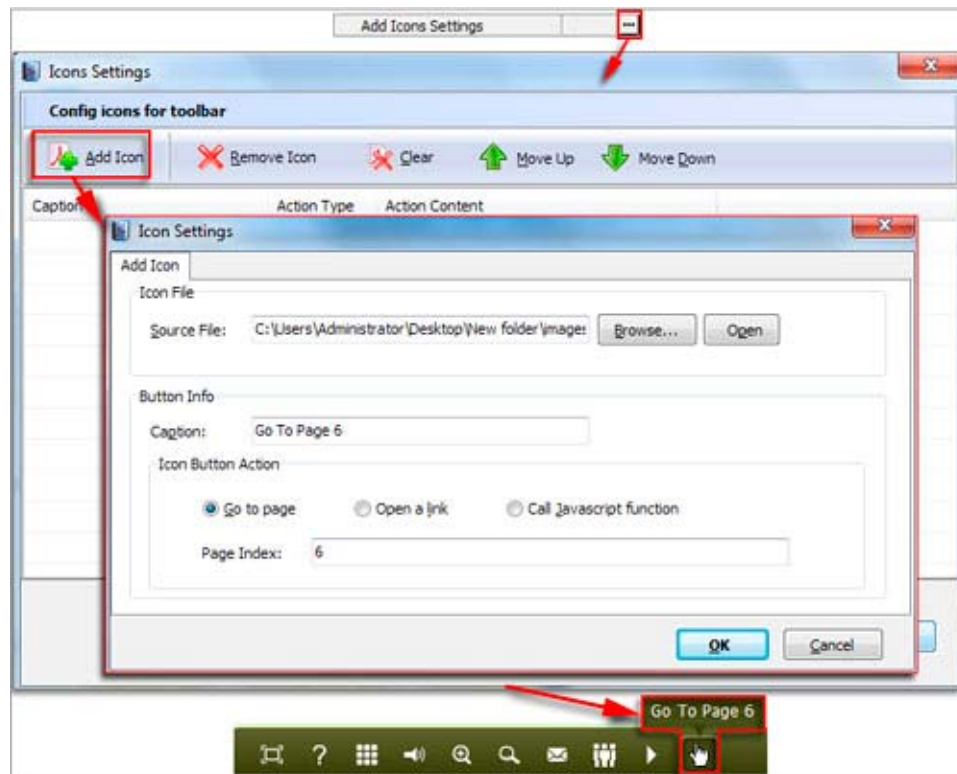 Add Icons Settings
Icons Settings
Config icons for toolbar
Add Icon Remove Icon Clear Move Up Move Down
Caption Action Type Action Content
Icon Settings
Add Icon
Icon File
Source File: C:\Users\Administrator\Desktop\New folder\images Browse... Open
Button Info
Caption: Go To Page 6
Icon Button Action
Go to page Open a link Call Javascript function
Page Index: 6
OK Cancel
Go To Page 6
?